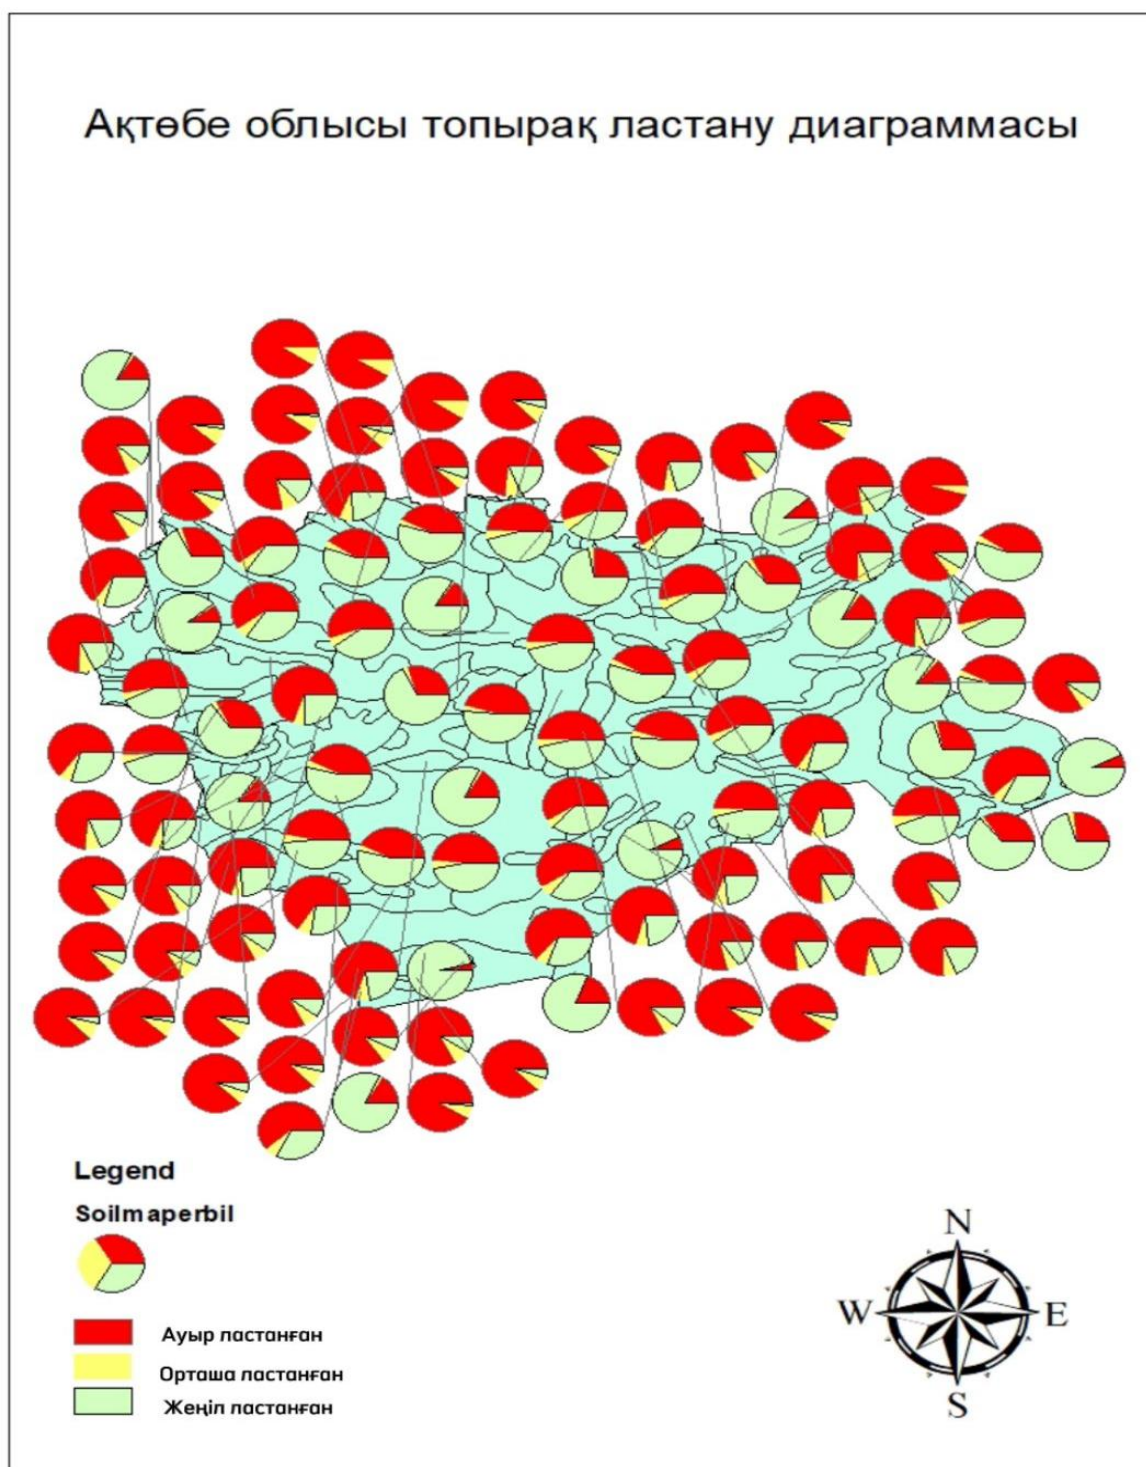 Ақтөбе облысы топырақ ластану диаграммасы
Legend
Soilmaperbil
Ауыр ластанған
Орташа ластанған
Жеңіл ластанған
N
W E
S